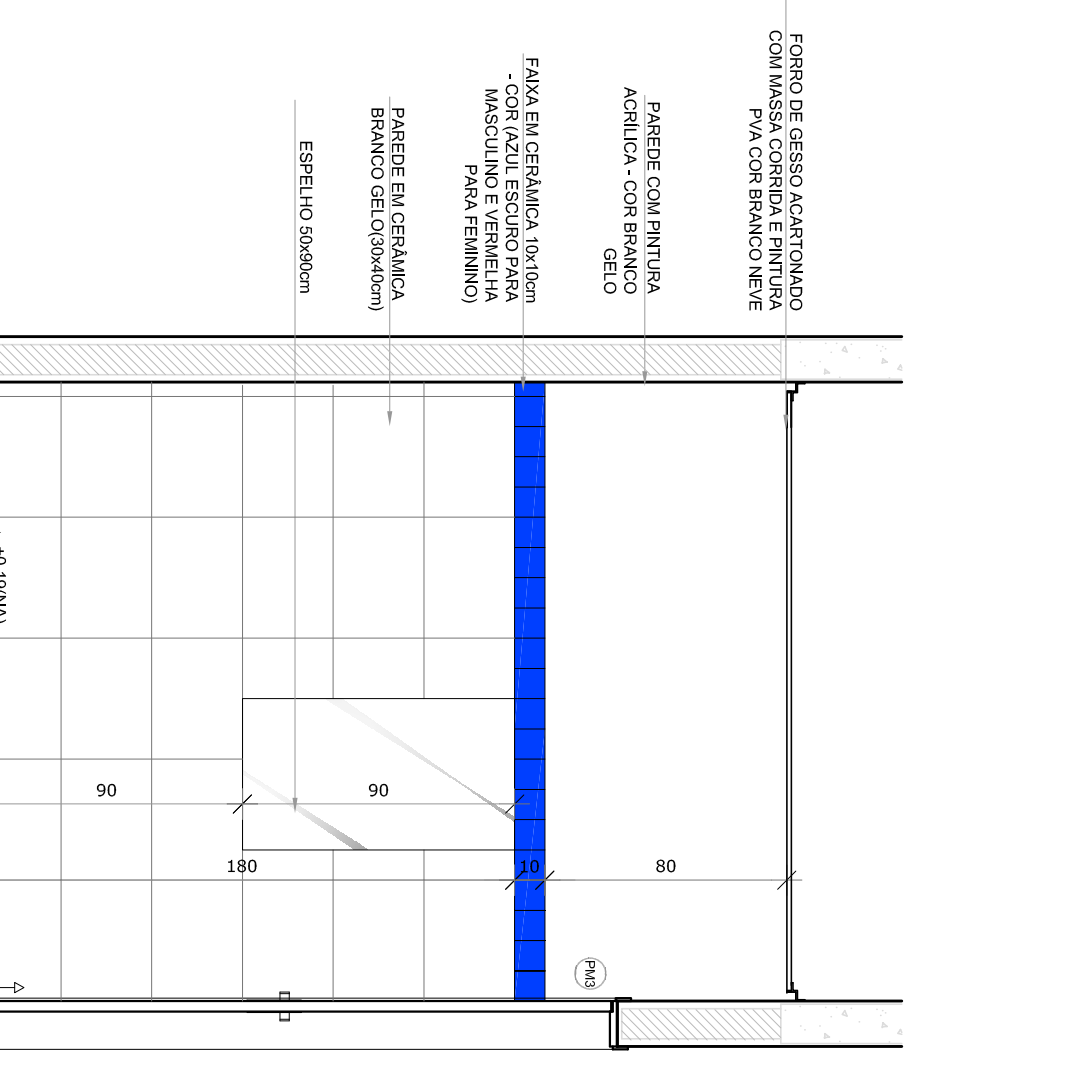 FORRO DE GESSO ACARTONADO
COM MASSA CORRIDA E PINTURA
PVA COR BRANCO NEVE
PAREDE COM PINTURA
ACRÍLICA - COR BRANCO
GELO
FAIXA EM CERÂMICA 10x10cm
- COR (AZUL ESCURO PARA
MASCULINO E VERMELHA
PARA FEMININO)
PAREDE EM CERÂMICA
BRANCO GELO(30x40cm)
ESPELHO 50x90cm
90
90
180
10
80
PM3